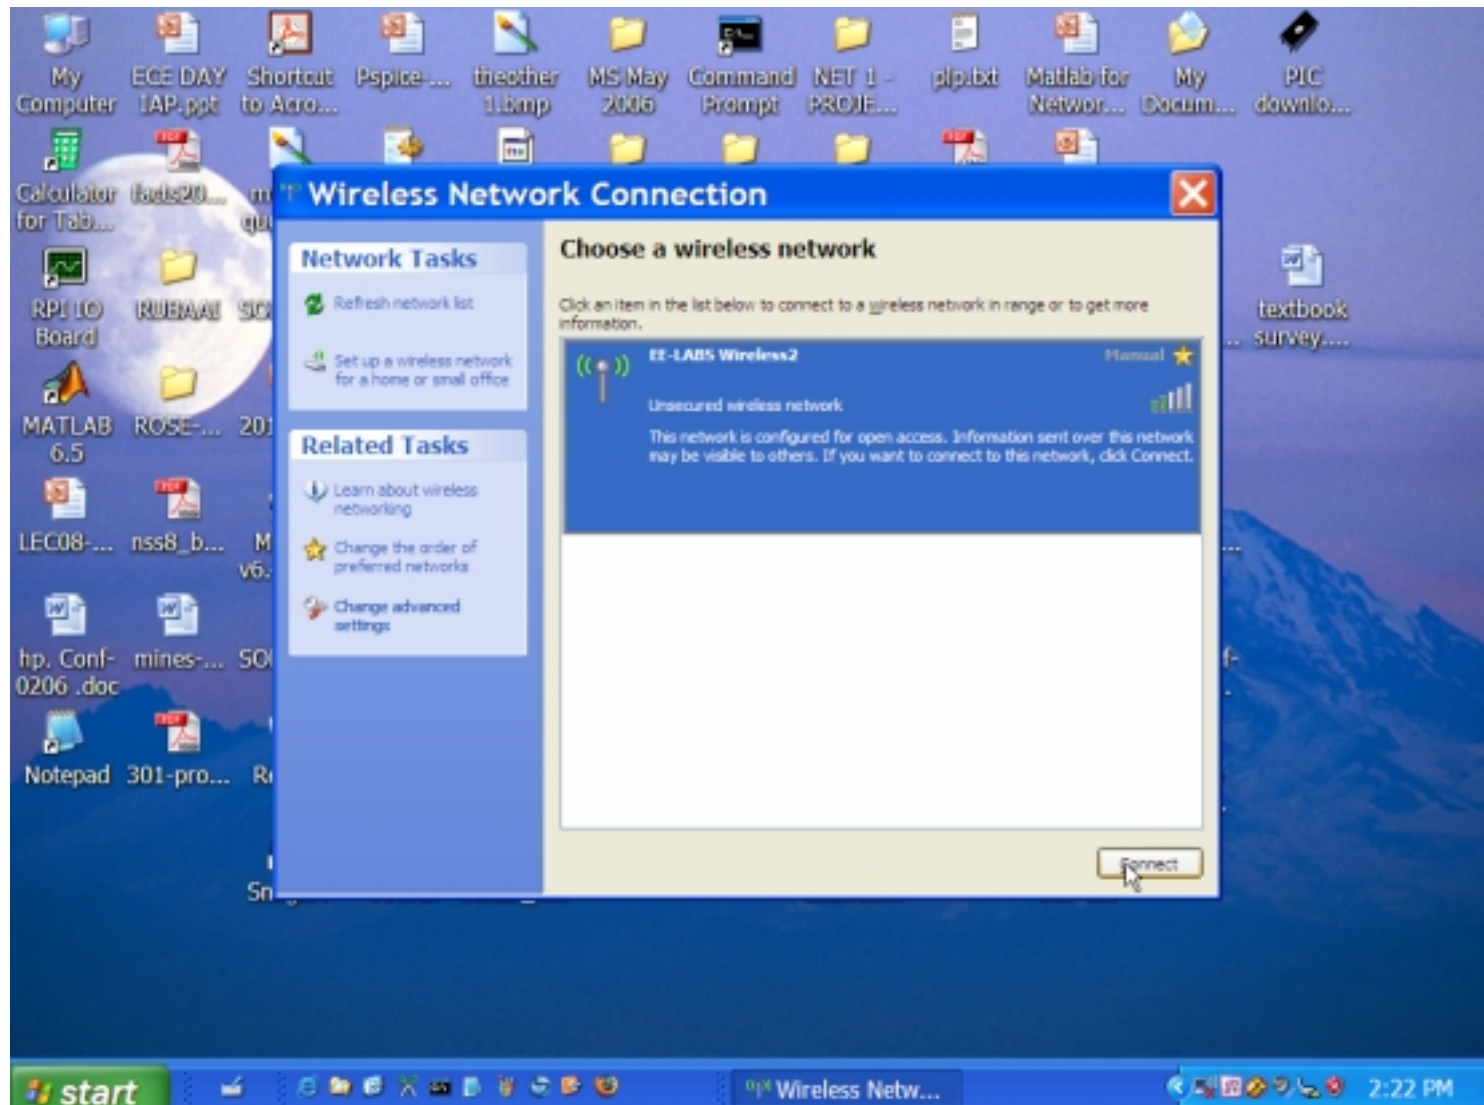 My Computer
ECE DAY IAP.ppt
Shortcut to Acro...
Pspice-...
theother 1.bmp
MS May 2006
Command Prompt
NET 1 - PROJE...
plp.txt
Matlab for Networ...
My Docum...
PIC downlo...
Calculator for Tab...
RPI IO Board
RUBAAI
textbook survey....
MATLAB 6.5
ROSE-...
201
LEC08-...
nss8_b...
M
v6.
hp. Conf-0206 .doc
mines-...
SO
Notepad
301-pro...
Re
Sn
Wireless Network Connection
Network Tasks
Refresh network list
Set up a wireless network
for a home or small office
Related Tasks
Learn about wireless
networking
Change the order of
preferred networks
Change advanced
settings
Choose a wireless network
Click an item in the list below to connect to a wireless network in range or to get more
information.
EE-LABS Wireless2
Manual
Unsecured wireless network
This network is configured for open access. Information sent over this network
may be visible to others. If you want to connect to this network, click Connect.
Connect
start
Wireless Netw...
2:22 PM